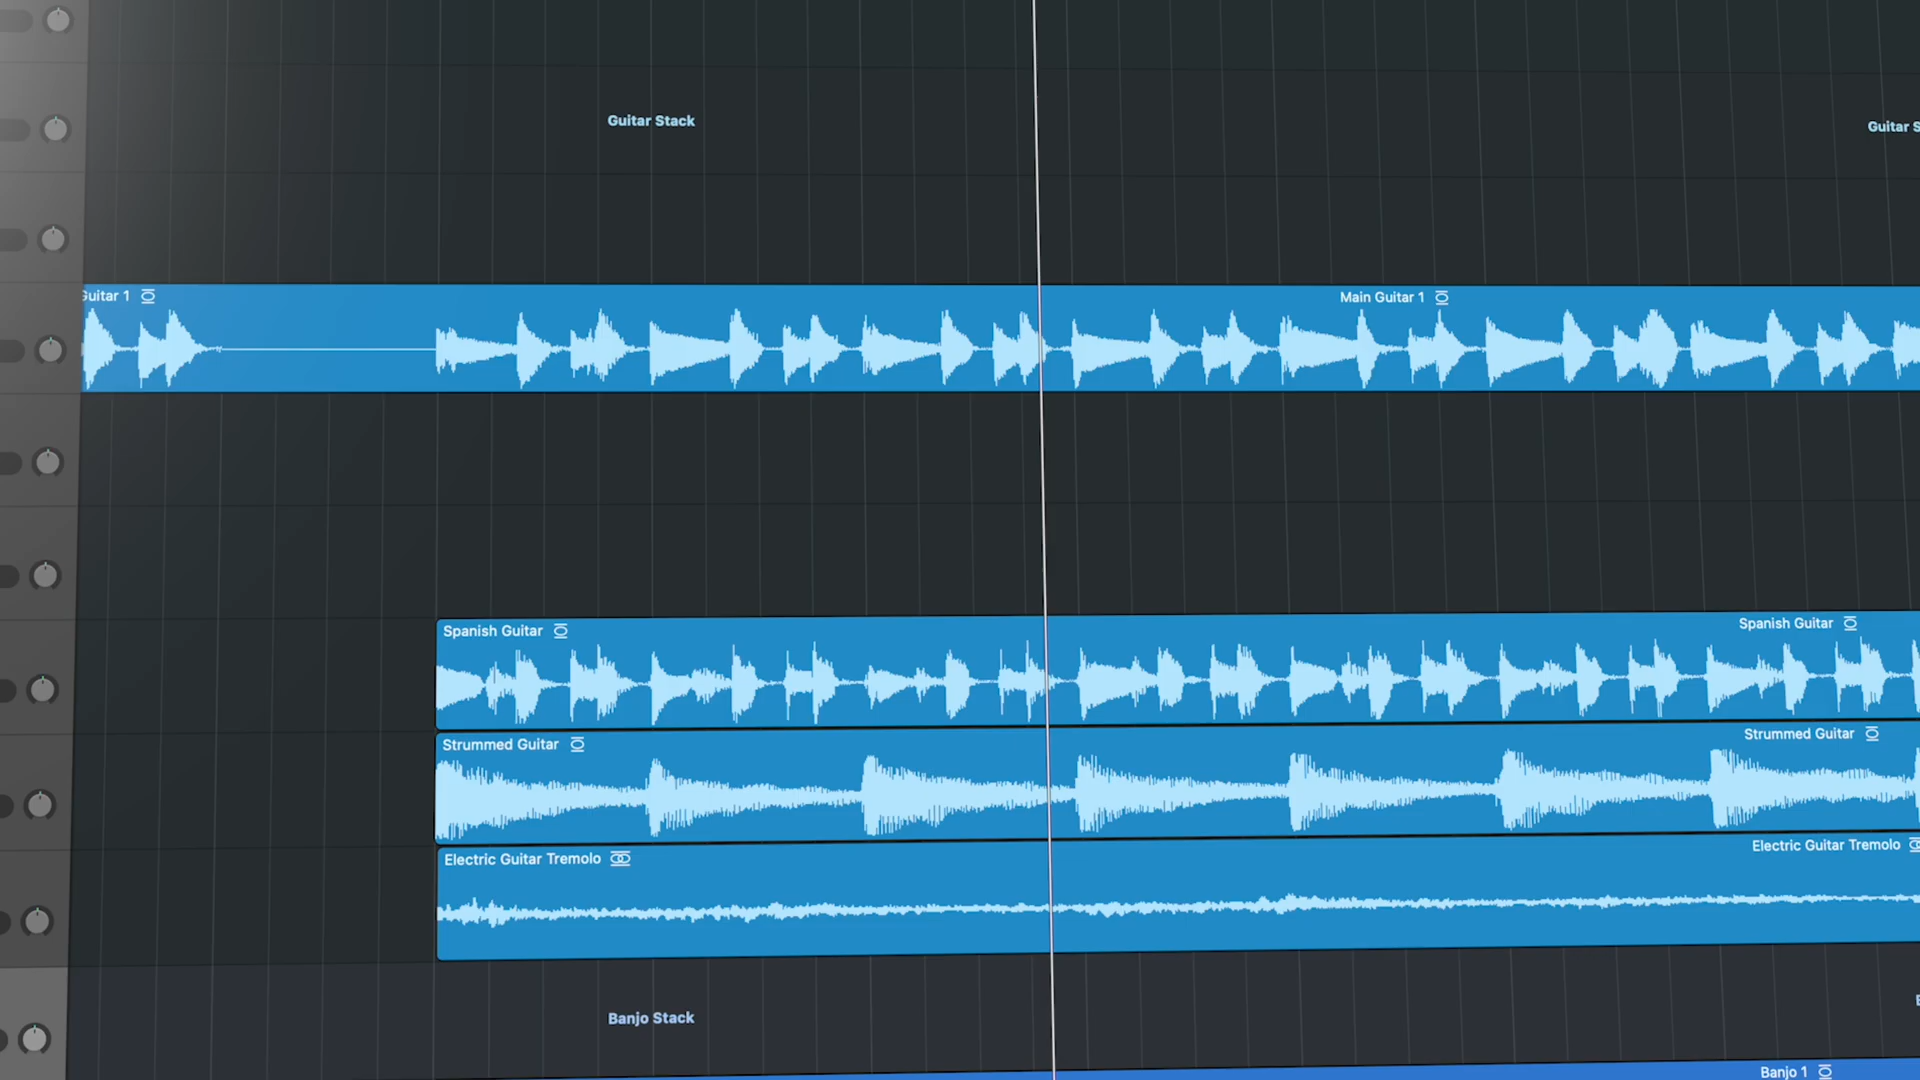 Guitar Stack
Guitar S
Guitar 1
Main Guitar 1
Spanish Guitar
Spanish Guitar
Strummed Guitar
Strummed Guitar
Electric Guitar Tremolo
Electric Guitar Tremolo
Banjo Stack
Banjo 1